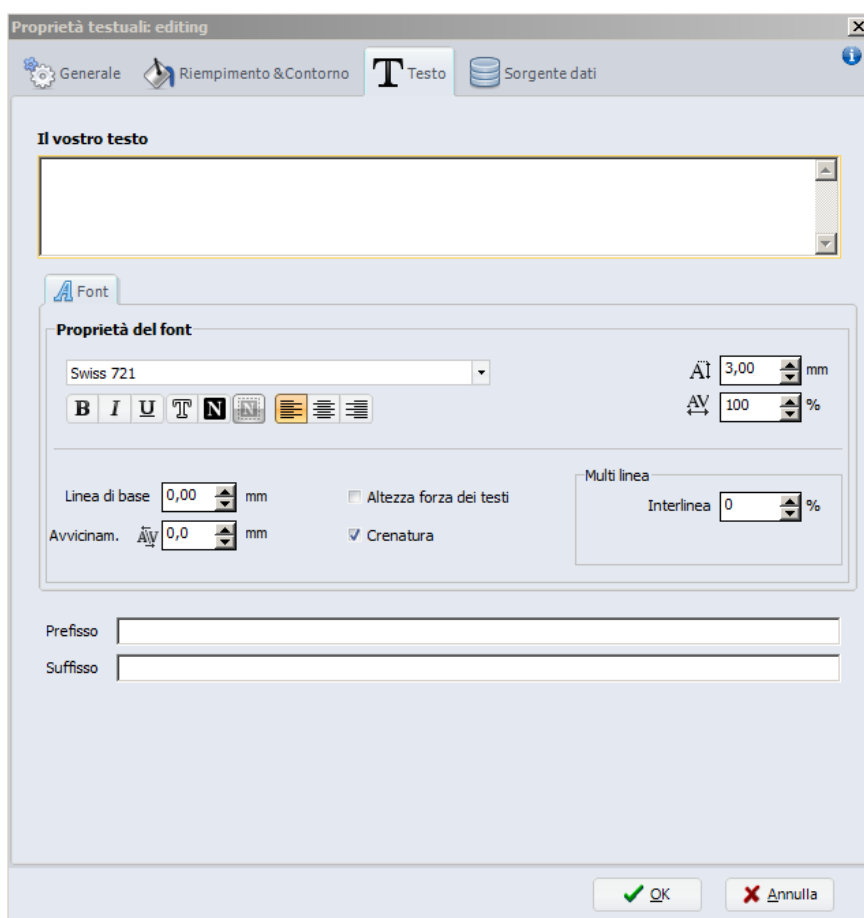 Proprietà testuali: editing
Generale
Riempimento &Contorno
T Testo
Sorgente dati
Il vostro testo
A Font
Proprietà del font
Swiss 721
3,00 mm
B I U T N N
AV 100 %
Multi linea
Linea di base 0,00 mm
Altezza forza dei testi
Interlinea 0 %
Avvicinam. AV 0,0 mm
Crenatura
Prefisso
Suffisso
OK
Annulla